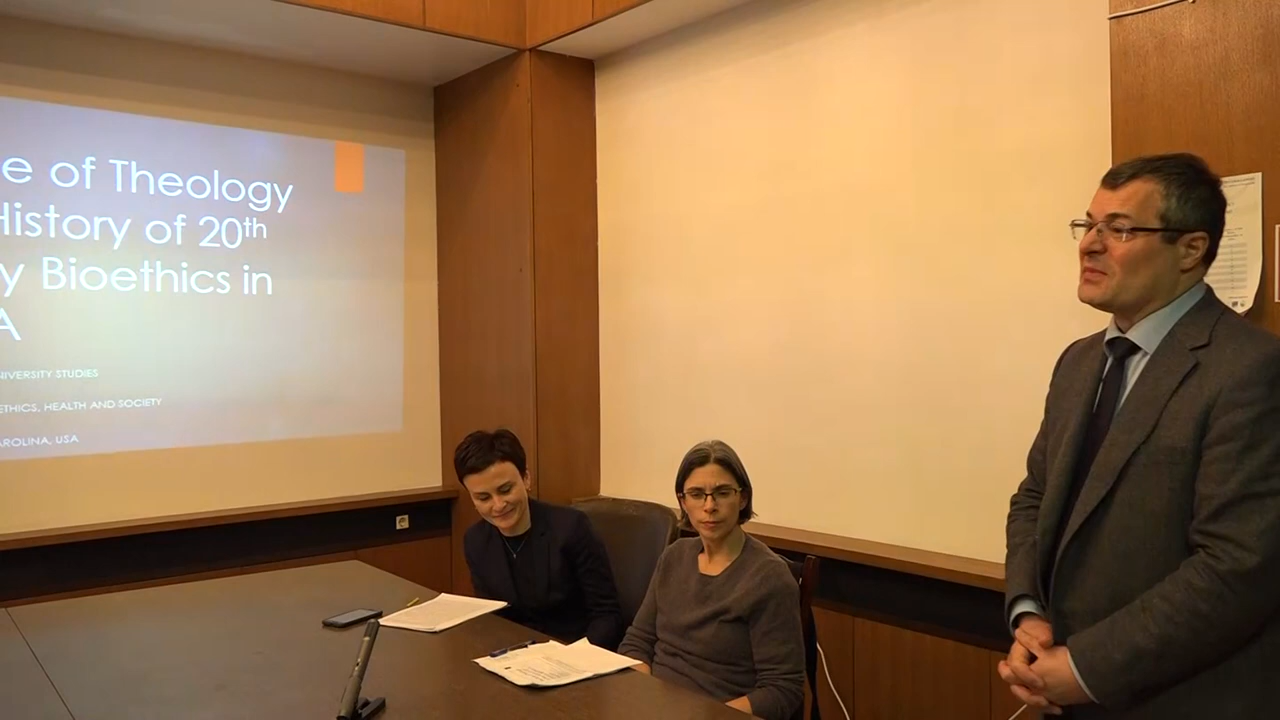 e of Theology
History of 20th
y Bioethics in
A
NIVERSITY STUDIES
ETHICS, HEALTH AND SOCIETY
AROLINA, USA